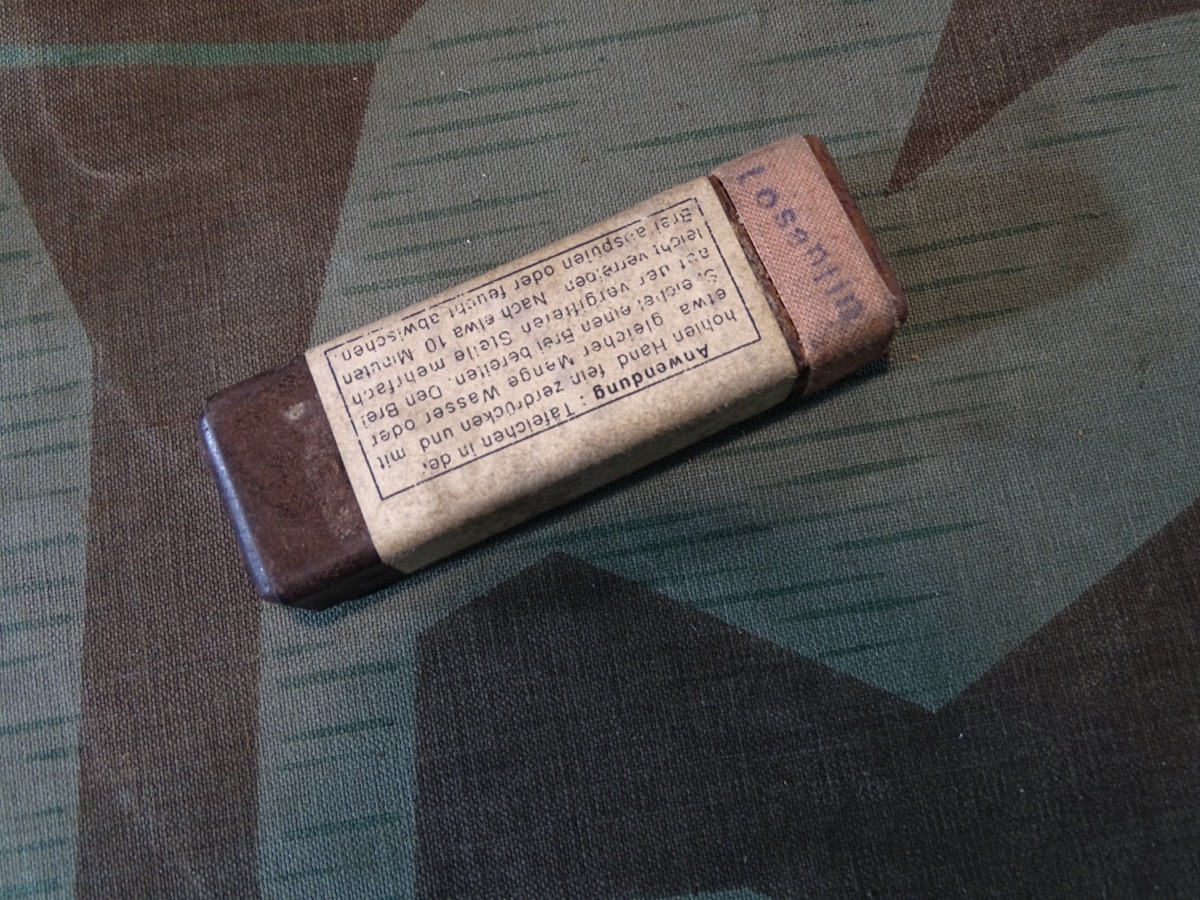 Losantin
Anwendung: Täfelchen in der
hohlen Hand fein zerdrücken und mit
etwa gleicher Menge Wasser oder
Speichel einen Brei bereiten. Den Brei
auf der vergifteten Stelle mehrfach
leicht verreiben. Nach etwa 10 Minuten
Brei abspülen oder feucht abwischen.